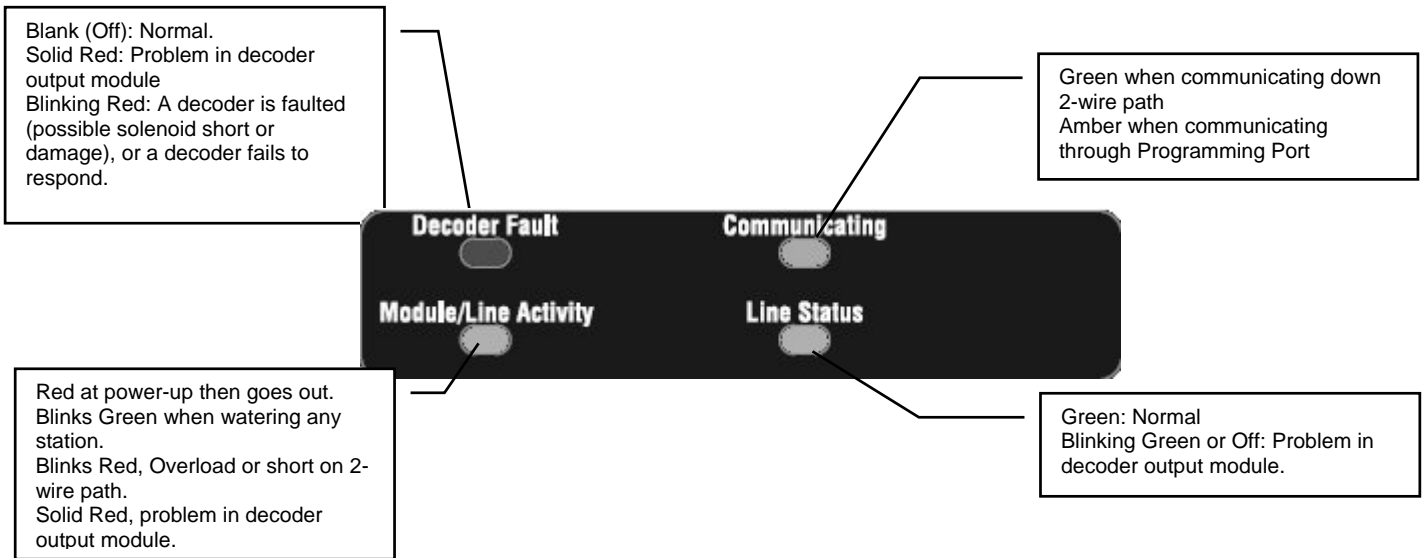 Blank (Off): Normal.
Solid Red: Problem in decoder
output module
Blinking Red: A decoder is faulted
(possible solenoid short or
damage), or a decoder fails to
respond.
Green when communicating down
2-wire path
Amber when communicating
through Programming Port
Decoder Fault
Communicating
Module/Line Activity
Line Status
Red at power-up then goes out.
Blinks Green when watering any
station.
Blinks Red, Overload or short on 2-
wire path.
Solid Red, problem in decoder
output module.
Green: Normal
Blinking Green or Off: Problem in
decoder output module.